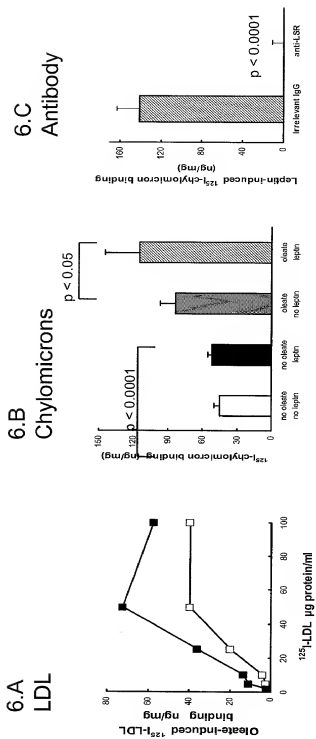 6.A
LDL
Oleate-induced ¹²⁵I-LDL
binding ng/mg
80
60
40
20
0
0 20 40 60 80 100
¹²⁵I-LDL µg protein/ml
6.B
Chylomicrons
¹²⁵I-chylomicron binding (ng/mg)
150
120
90
60
30
0
p < 0.0001
p < 0.05
no oleate no oleate oleate oleate
no leptin leptin no leptin leptin
6.C
Antibody
Leptin-induced ¹²⁵I-chylomicron binding
(ng/mg)
160
120
80
40
0
p < 0.0001
Irrelevant IgG anti-LSR